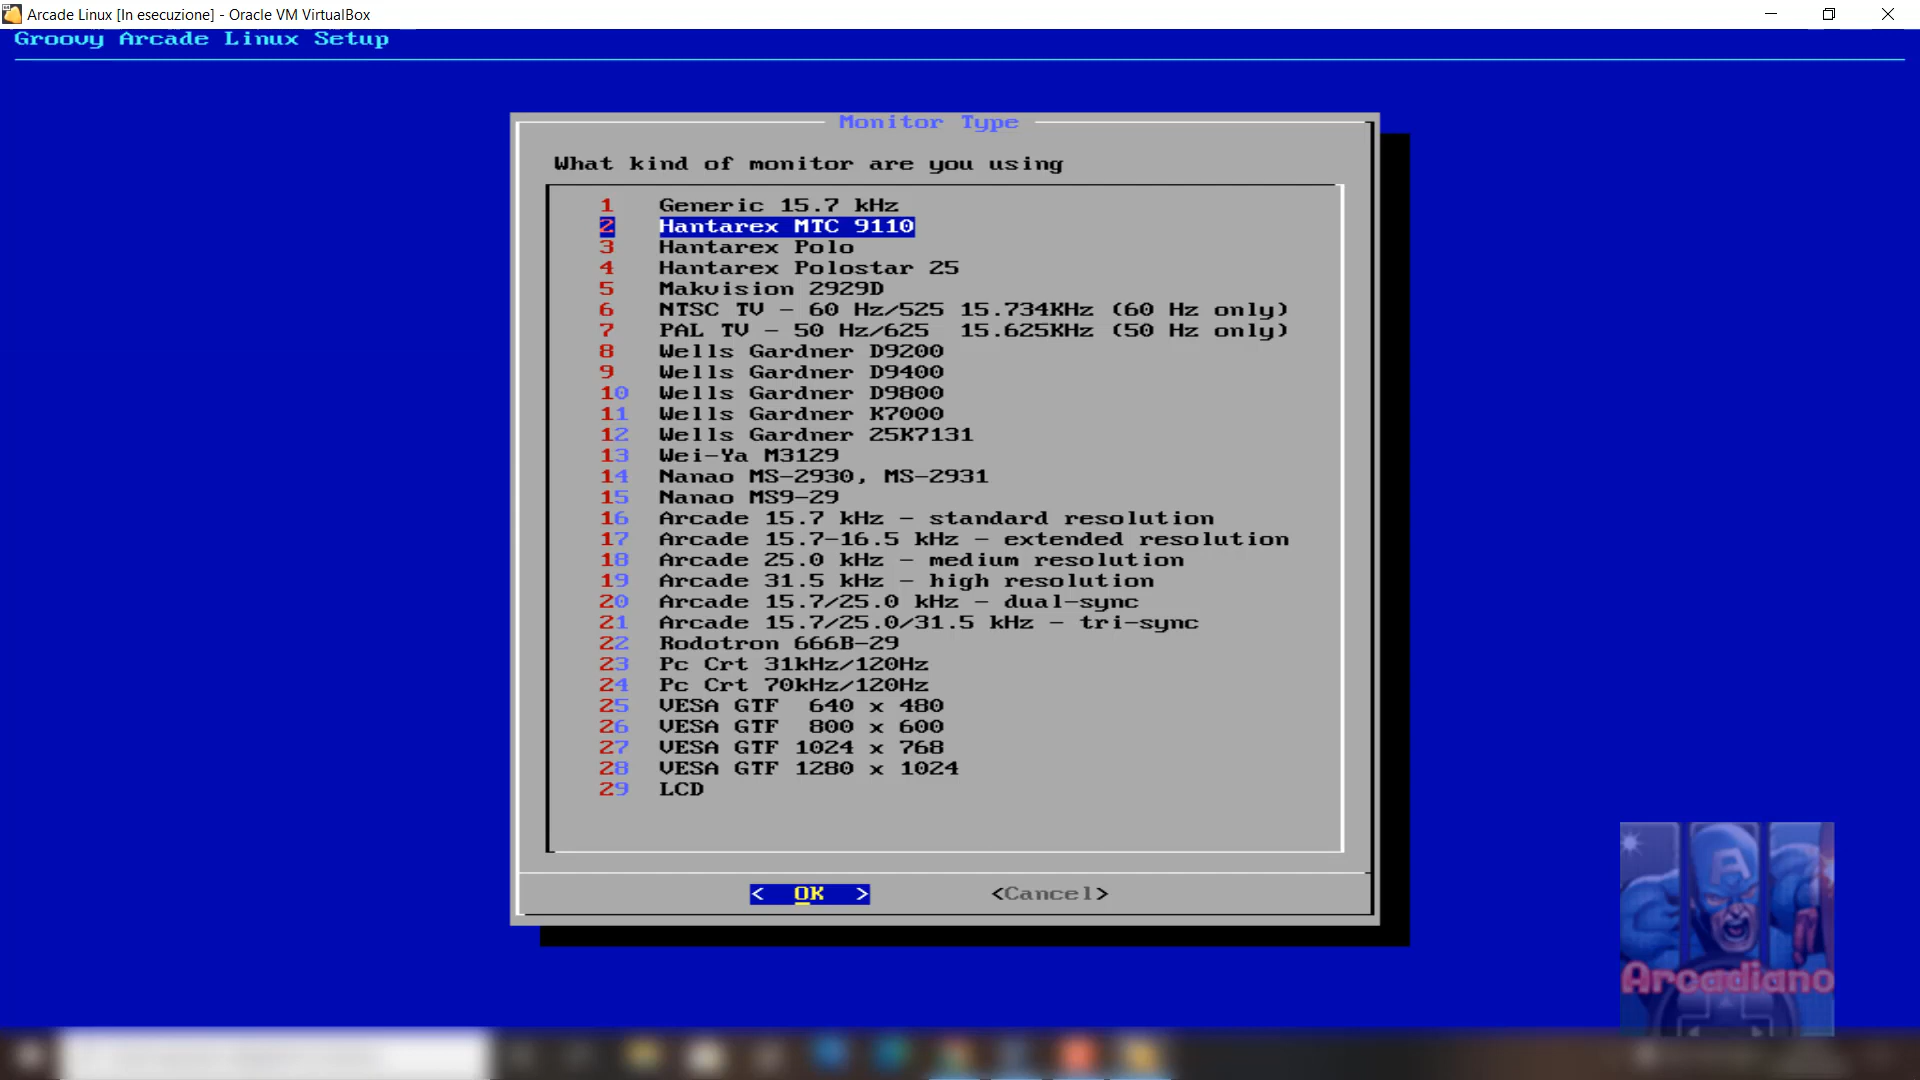 Arcade Linux [In esecuzione] - Oracle VM VirtualBox
Groovy Arcade Linux Setup
Monitor Type
What kind of monitor are you using
1 Generic 15.7 kHz
2 Hantarex MTC 9110
3 Hantarex Polo
4 Hantarex Polostar 25
5 Makvision 2929D
6 NTSC TV - 60 Hz/525 15.734KHz (60 Hz only)
7 PAL TV - 50 Hz/625 15.625KHz (50 Hz only)
8 Wells Gardner D9200
9 Wells Gardner D9400
10 Wells Gardner D9800
11 Wells Gardner K7000
12 Wells Gardner 25K7131
13 Wei-Ya M3129
14 Nanao MS-2930, MS-2931
15 Nanao MS9-29
16 Arcade 15.7 kHz - standard resolution
17 Arcade 15.7-16.5 kHz - extended resolution
18 Arcade 25.0 kHz - medium resolution
19 Arcade 31.5 kHz - high resolution
20 Arcade 15.7/25.0 kHz - dual-sync
21 Arcade 15.7/25.0/31.5 kHz - tri-sync
22 Rodotron 666B-29
23 Pc Crt 31kHz/120Hz
24 Pc Crt 70kHz/120Hz
25 VESA GTF 640 x 480
26 VESA GTF 800 x 600
27 VESA GTF 1024 x 768
28 VESA GTF 1280 x 1024
29 LCD
< OK > <Cancel>
A
Arcadiano